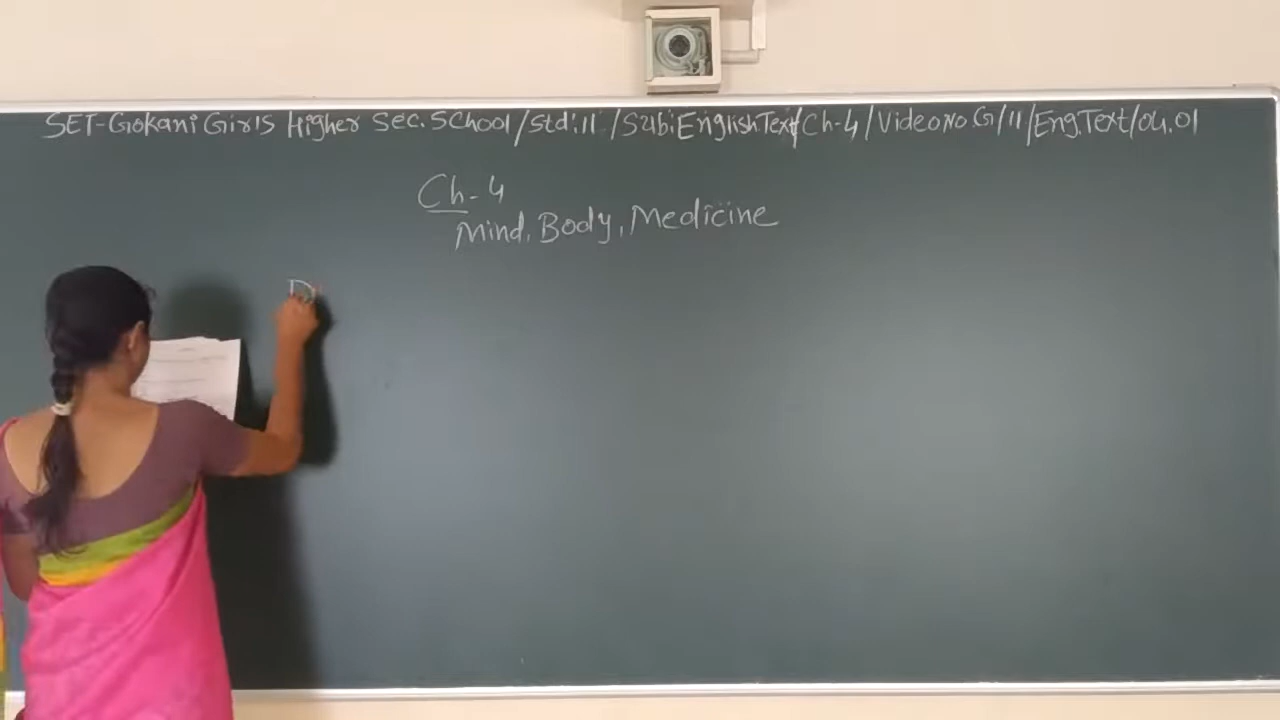 SET-Gokani Girls Higher Sec. School/Std:11/Sub:English Text/Ch-4/Video No.G/11/Eng.Text/04.01
Ch-4
Mind, Body, Medicine
D